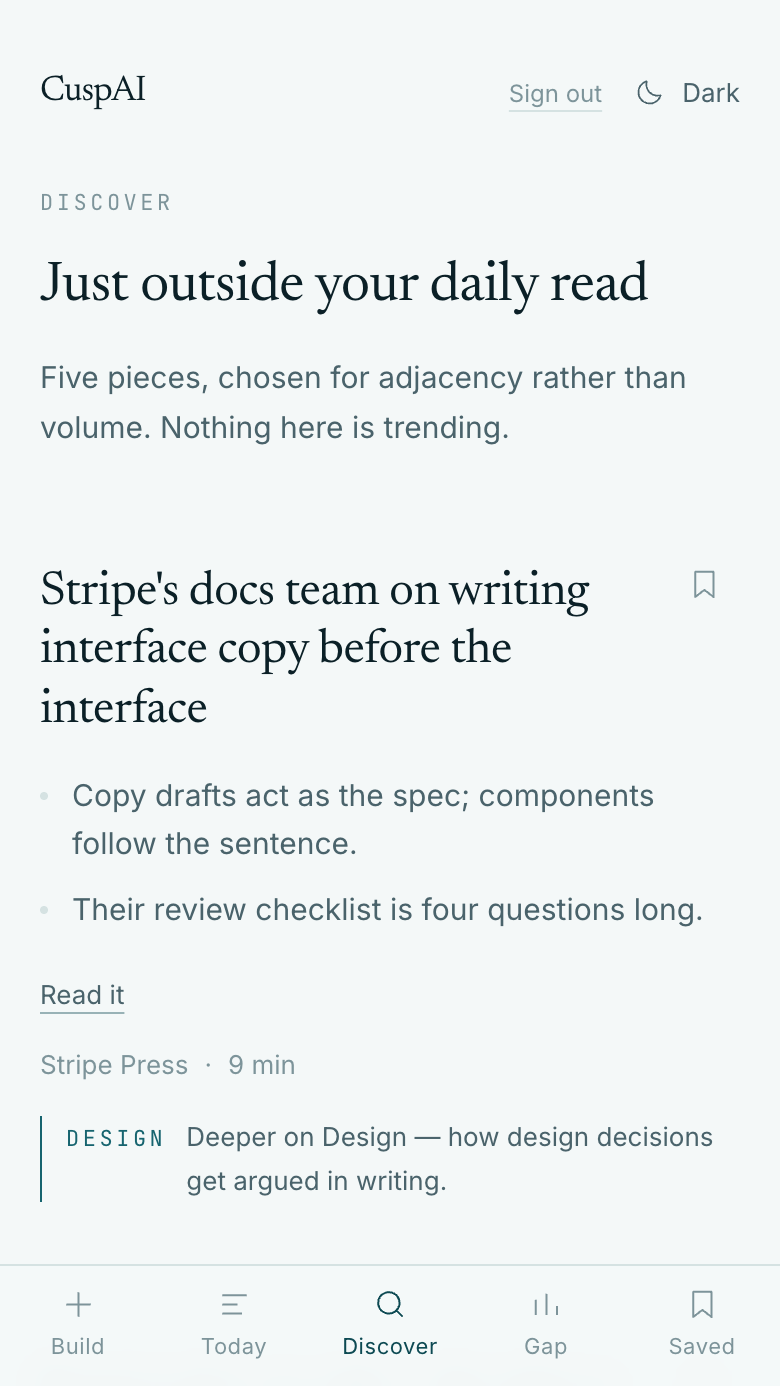 CuspAI
Sign out
Dark
DISCOVER
Just outside your daily read
Five pieces, chosen for adjacency rather than
volume. Nothing here is trending.
Stripe's docs team on writing
interface copy before the
interface
Copy drafts act as the spec; components
follow the sentence.
Their review checklist is four questions long.
Read it
Stripe Press · 9 min
DESIGN Deeper on Design — how design decisions
get argued in writing.
Build
Today
Discover
Gap
Saved